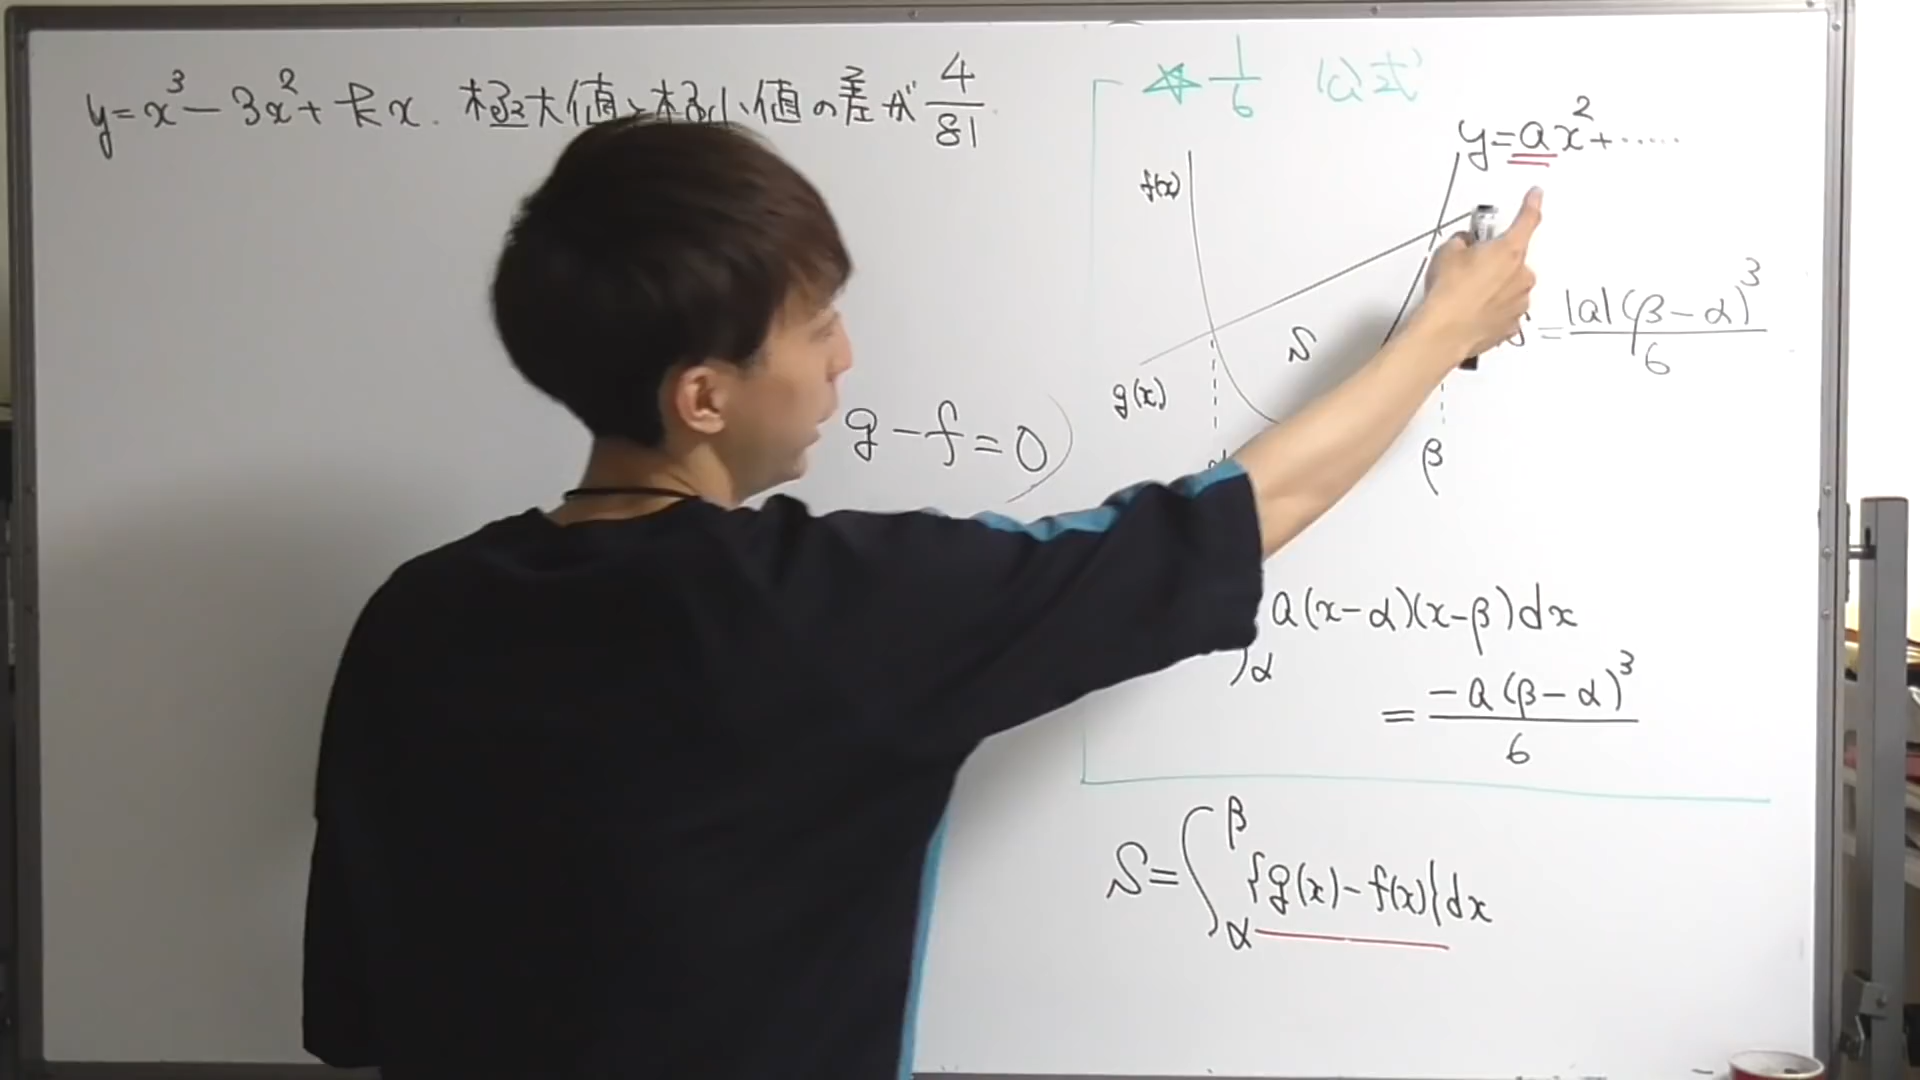 y=x³-3x²+kx. 極大値と極小値の差が 4/81
☆ 1/6 公式
y=ax²+.....
f(x)
S
g(x)
=|a|(β-α)³/6
g-f=0)
β
a(x-α)(x-β)dx
α
= -a(β-α)³/6
S=∫_α^β {g(x)-f(x)}dx